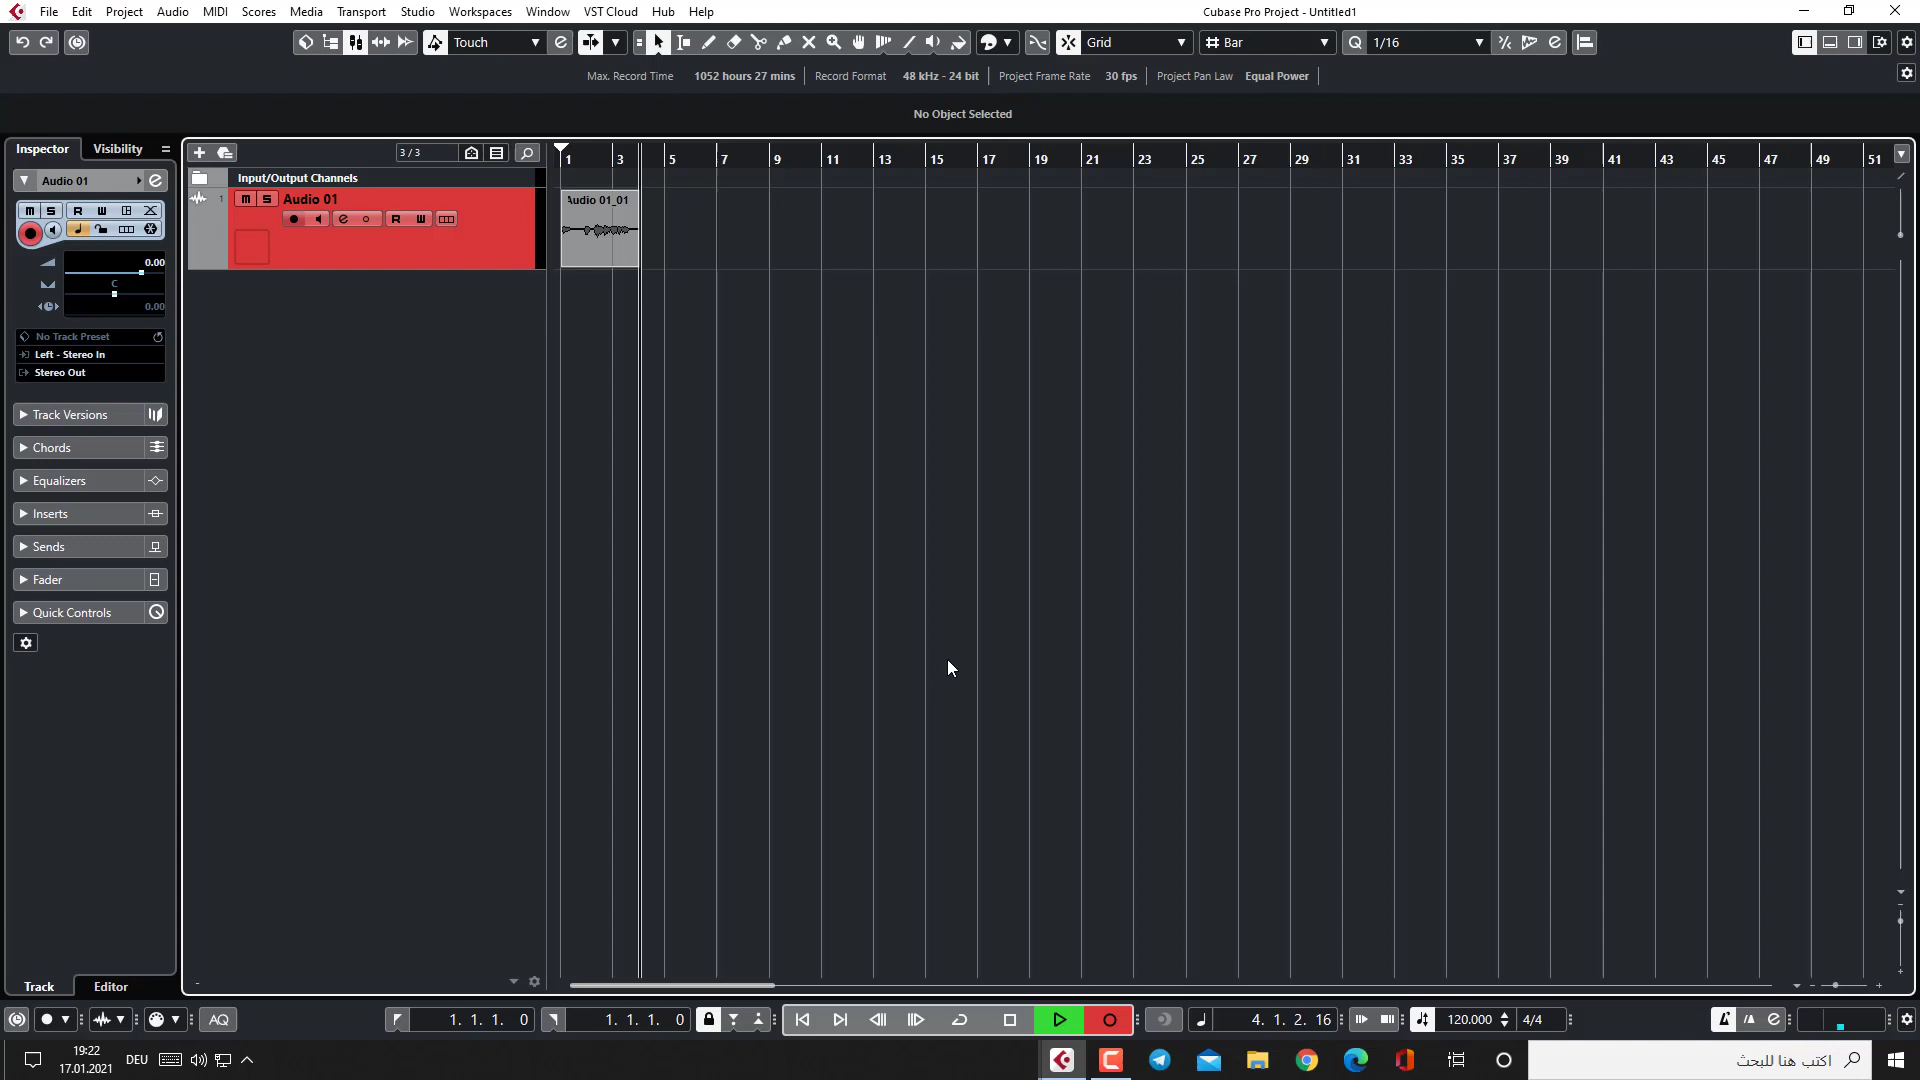 File Edit Project Audio MIDI Scores Media Transport Studio Workspaces Window VST Cloud Hub Help
Cubase Pro Project - Untitled1
Touch
Grid
Bar
1/16
Max. Record Time 1052 hours 27 mins Record Format 48 kHz - 24 bit Project Frame Rate 30 fps Project Pan Law Equal Power
No Object Selected
Inspector Visibility
3 / 3
1 3 5 7 9 11 13 15 17 19 21 23 25 27 29 31 33 35 37 39 41 43 45 47 49 51
Audio 01
Input/Output Channels
1 m S Audio 01
Audio 01_01
m S R W
R W
0.00
C
0.00
No Track Preset
Left - Stereo In
Stereo Out
Track Versions
Chords
Equalizers
Inserts
Sends
Fader
Quick Controls
Track Editor
AQ
1. 1. 1. 0
1. 1. 1. 0
4. 1. 2. 16
120.000
4/4
19:22
17.01.2021
DEU
اكتب هنا للبحث